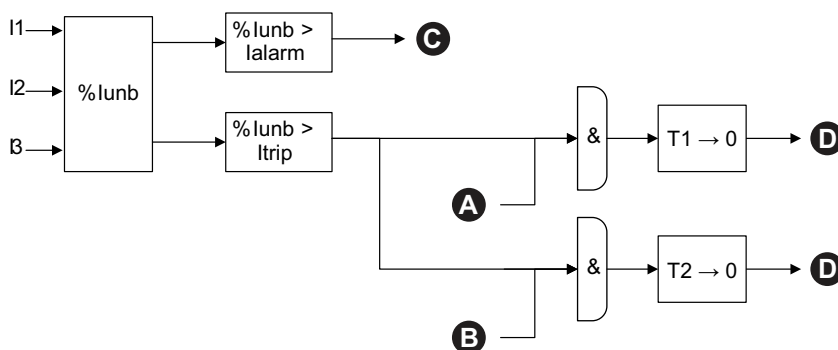 I1
I2
I3
%Iunb
%Iunb >
Ialarm
C
%Iunb >
Itrip
&
T1 → 0
D
A
&
T2 → 0
D
B